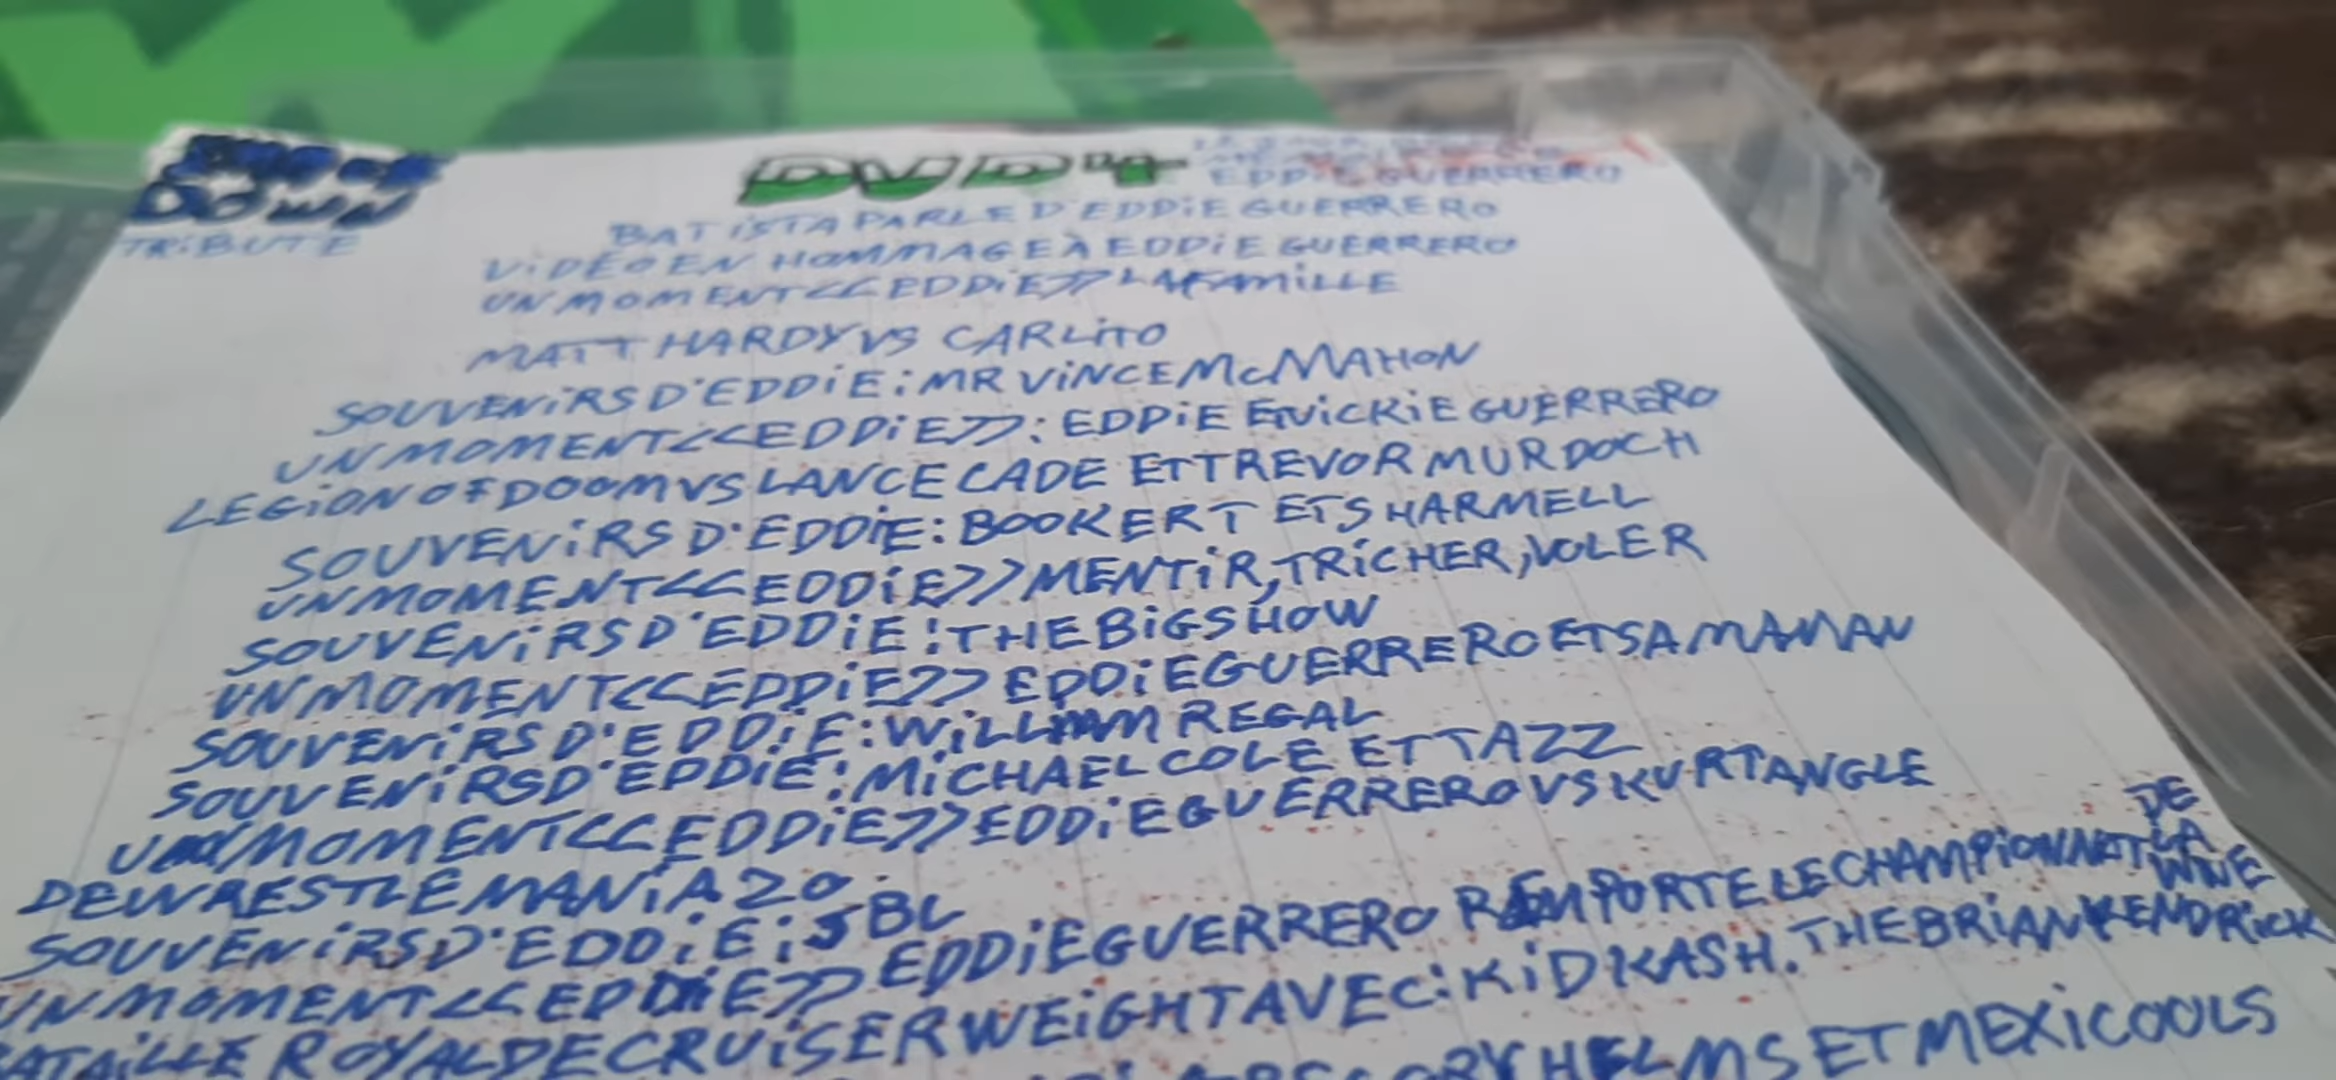 SMACK
DOWN
TRIBUTE
DVD 4
EDDIE GUERRERO
BATISTA PARLE D'EDDIE GUERRERO
VIDÉO EN HOMMAGE À EDDIE GUERRERO
UN MOMENT <<EDDIE>> LA FAMILLE
MATT HARDY VS CARLITO
SOUVENIRS D'EDDIE: MR VINCE McMAHON
UN MOMENT <<EDDIE>>: EDDIE ET VICKIE GUERRERO
LEGION OF DOOM VS LANCE CADE ET TREVOR MURDOCH
SOUVENIRS D'EDDIE: BOOKER T ET SHARMELL
UN MOMENT <<EDDIE>> MENTIR, TRICHER, VOLER
SOUVENIRS D'EDDIE: THE BIG SHOW
UN MOMENT <<EDDIE>> EDDIE GUERRERO ET SA MAMAN
SOUVENIRS D'EDDIE: WILLIAM REGAL
SOUVENIRS D'EDDIE: MICHAEL COLE ET TAZZ
UN MOMENT <<EDDIE>> EDDIE GUERRERO VS KURT ANGLE
DE WRESTLEMANIA 20.
SOUVENIRS D'EDDIE: JBL
UN MOMENT <<EDDIE>> EDDIE GUERRERO REMPORTE LE CHAMPIONNAT DE LA WWE
BATAILLE ROYAL DE CRUISERWEIGHT AVEC: KID KASH. THE BRIAN KENDRICK
GREGORY HELMS ET MEXICOOLS